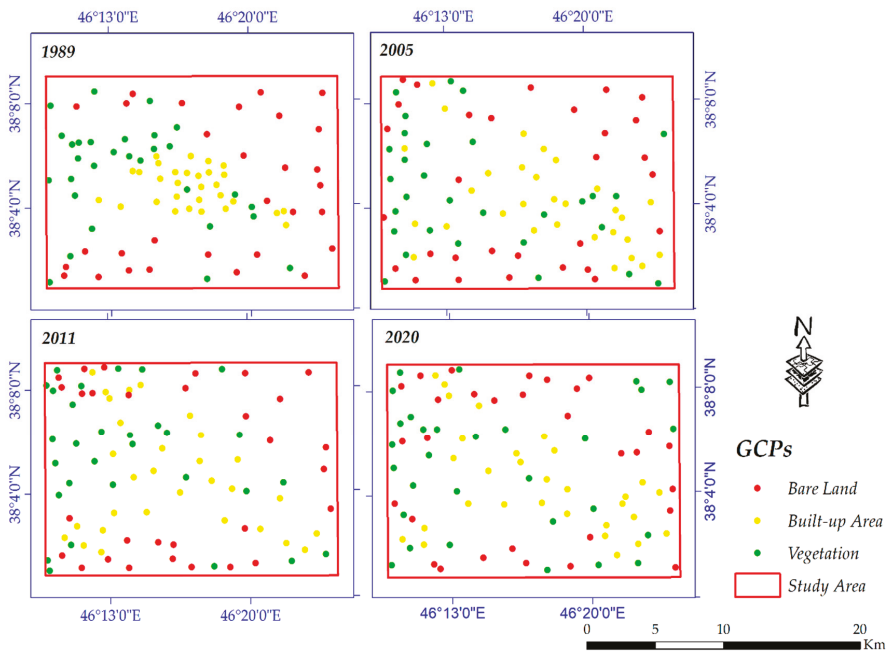 46°13'0"E 46°20'0"E 46°13'0"E 46°20'0"E
1989 2005
38°8'0"N 38°8'0"N
38°4'0"N 38°4'0"N
2011 2020
38°8'0"N 38°8'0"N
38°4'0"N 38°4'0"N
46°13'0"E 46°20'0"E 46°13'0"E 46°20'0"E
N
GCPs
Bare Land
Built-up Area
Vegetation
Study Area
0 5 10 20
Km